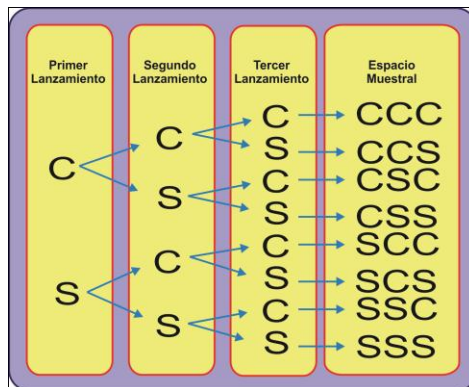 Primer
Lanzamiento
Segundo
Lanzamiento
Tercer
Lanzamiento
Espacio
Muestral
C
S
C
S
C
S
C
S
C
S
C
S
C
S
CCC
CCS
CSC
CSS
SCC
SCS
SSC
SSS